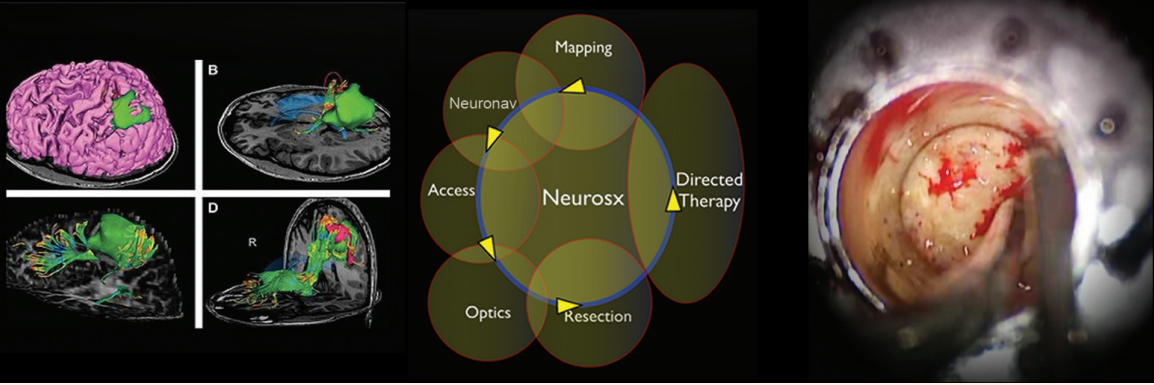 B
D
R
Mapping
Neuronav
Access
Neurosx
Directed
Therapy
Optics
Resection